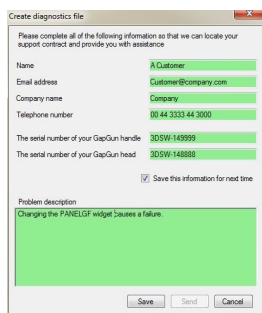 Create diagnostics file
Please complete all of the following information so that we can locate your
support contract and provide you with assistance
Name A Customer
Email address Customer@company.com
Company name Company
Telephone number 00 44 3333 44 3000
The serial number of your GapGun handle 3DSW-149999
The serial number of your GapGun head 3DSW-148888
Save this information for next time
Problem description
Changing the PANELGF widget causes a failure.
Save Send Cancel